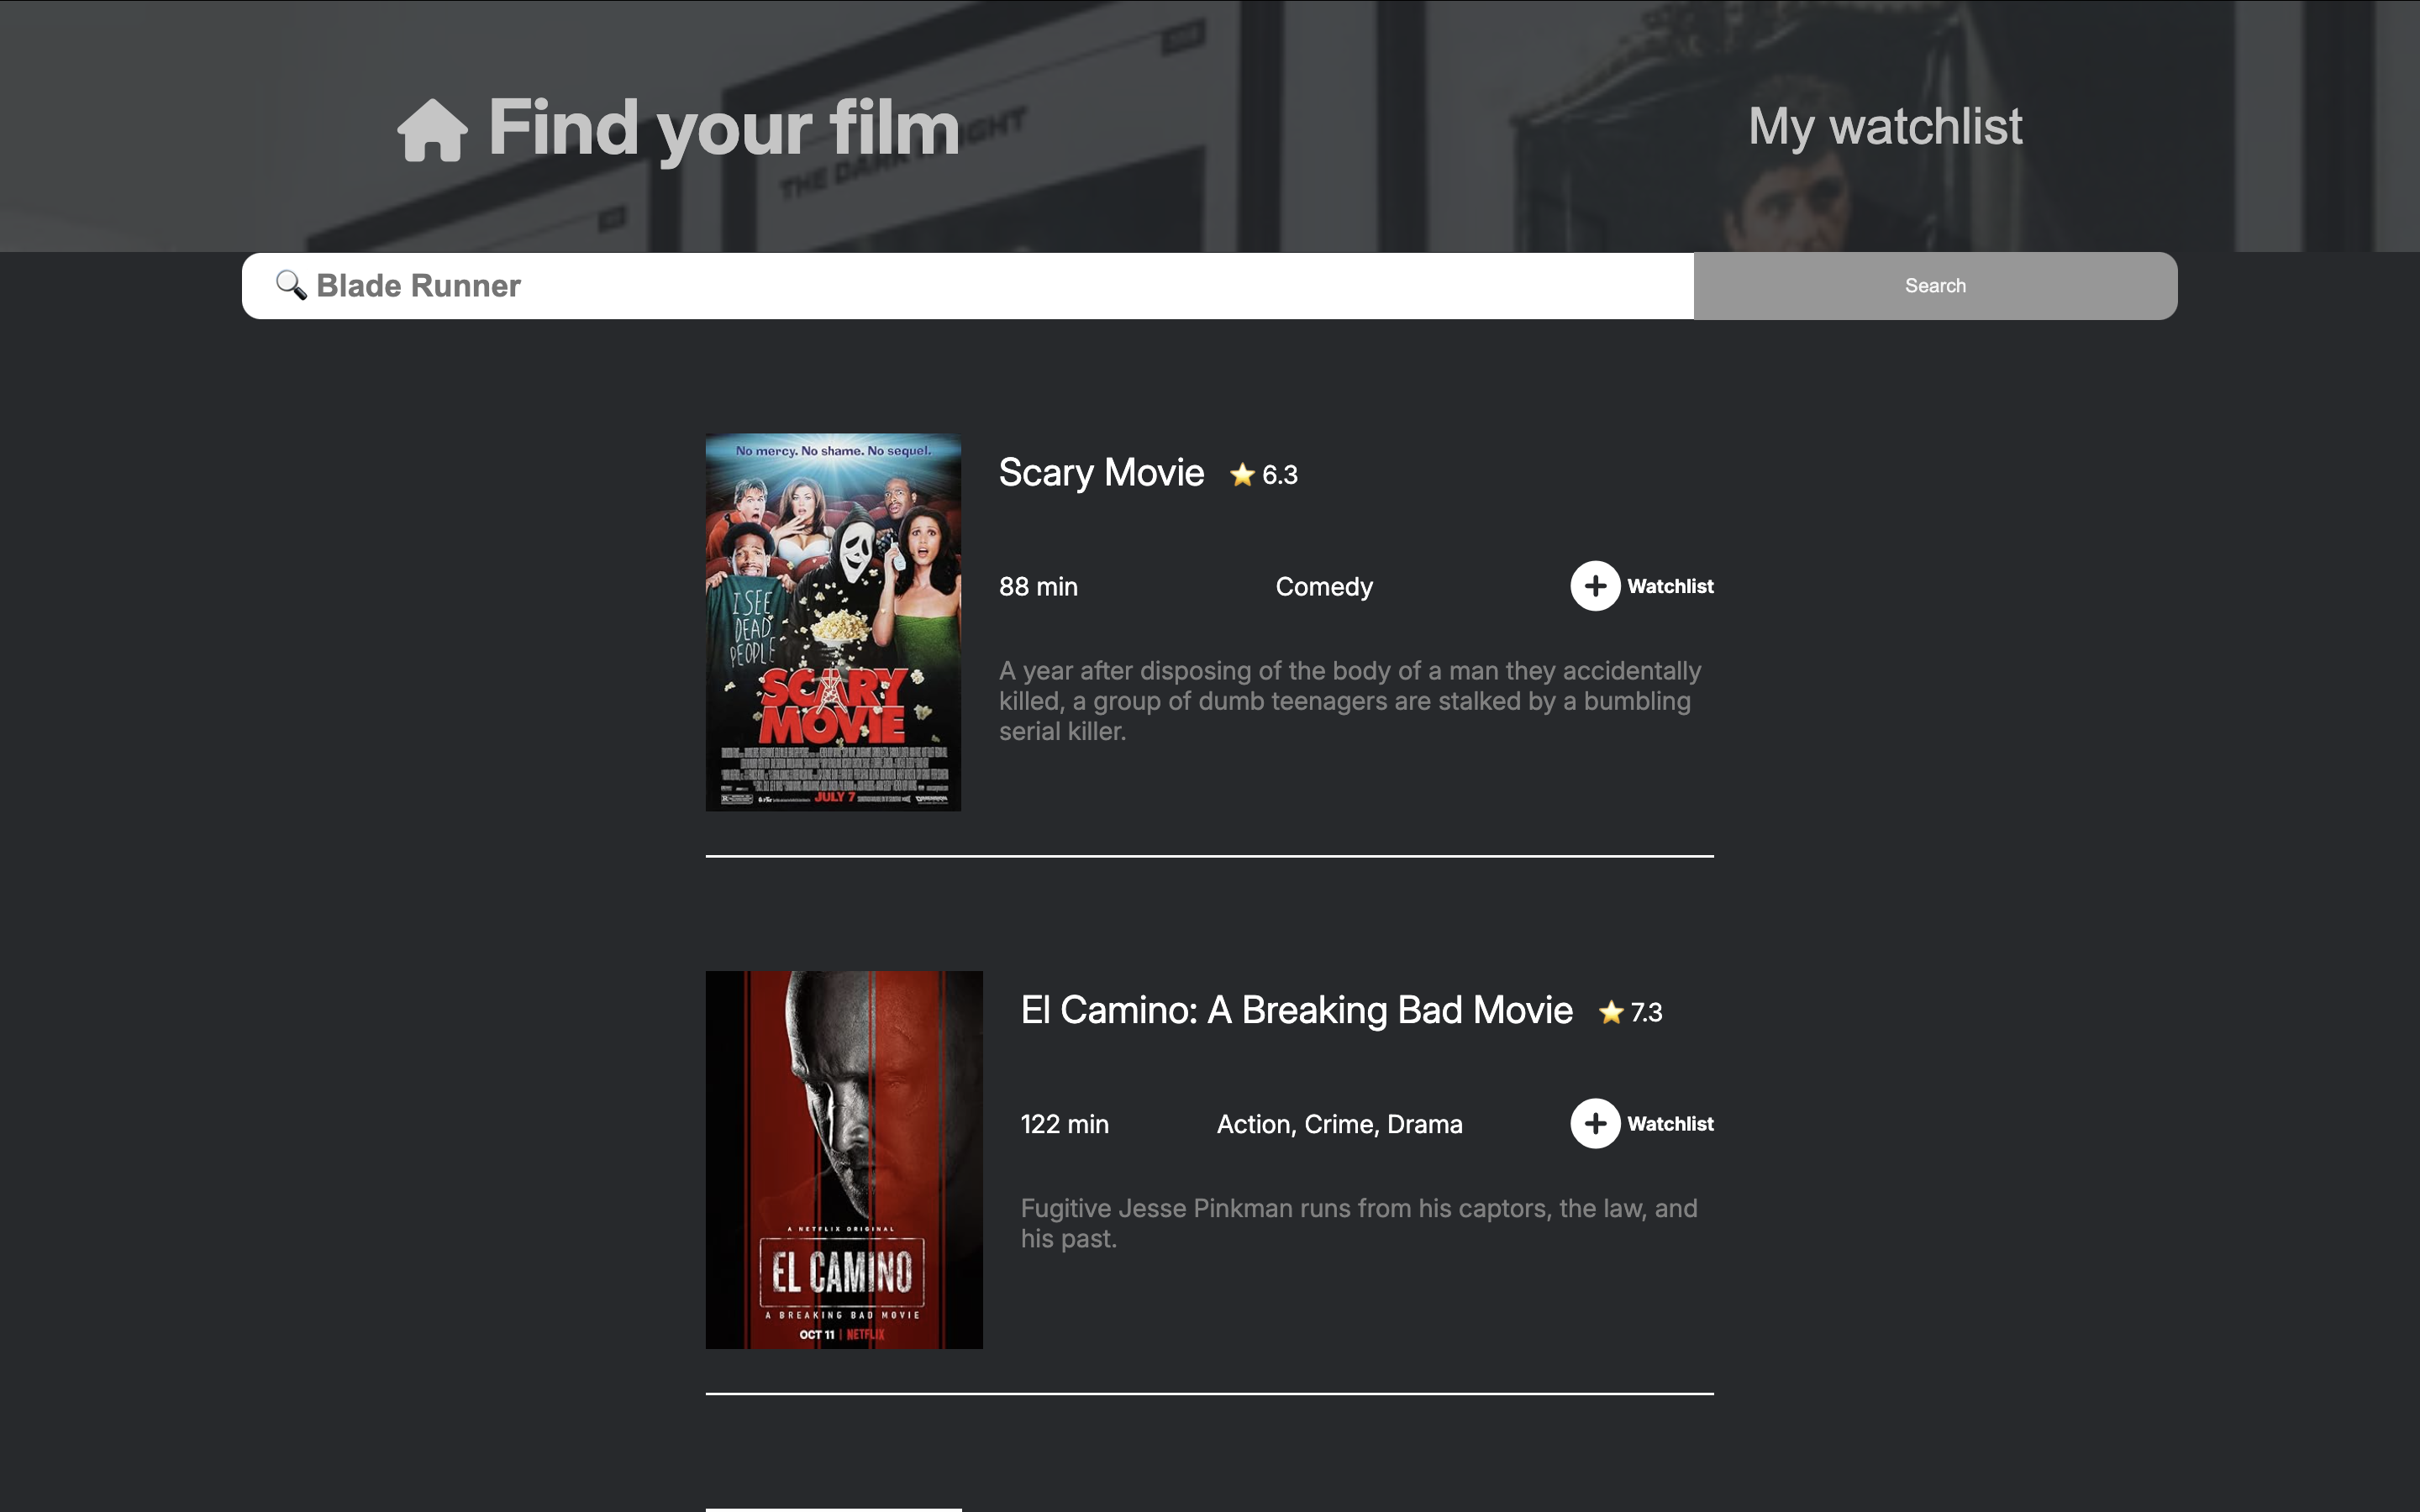 THE DARK KNIGHT
Find your film
My watchlist
Blade Runner
Search
No mercy. No shame. No sequel.
I SEE
DEAD
PEOPLE
SCARY
MOVIE
JULY 7
Scary Movie ⭐ 6.3
88 min
Comedy
Watchlist
A year after disposing of the body of a man they accidentally
killed, a group of dumb teenagers are stalked by a bumbling
serial killer.
A NETFLIX ORIGINAL
EL CAMINO
A BREAKING BAD MOVIE
OCT 11 | NETFLIX
El Camino: A Breaking Bad Movie ⭐ 7.3
122 min
Action, Crime, Drama
Watchlist
Fugitive Jesse Pinkman runs from his captors, the law, and
his past.